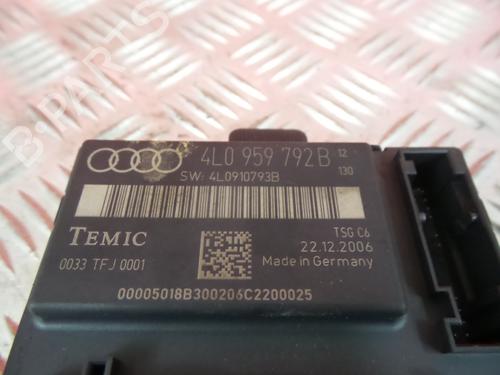 4L0 959 792 B 12
130
SW: 4L0910793B
TEMIC
TSG C6
22.12.2006
0033 TFJ 0001
Made in Germany
00005018B300206C2200025
B-PARTS